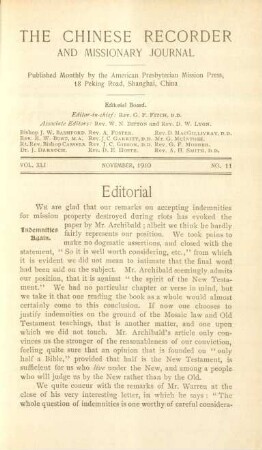 THE CHINESE RECORDER
AND MISSIONARY JOURNAL
Published Monthly by the American Presbyterian Mission Press,
18 Peking Road, Shanghai, China
Editorial Board.
Editor-in-chief: Rev. G. F. Fitch, D.D.
Associate Editors: Rev. W. N. Bitton and Rev. D. W. Lyon.
Bishop J. W. Bashford. Rev. A. Foster. Rev. D. MacGillivray, D.D.
Rev. E. W. Burt, M.A. Rev. J. C. Garritt, D.D. Mr. G. McIntosh.
Rt. Rev. Bishop Cassels. Rev. J. C. Gibson, D.D. Rev. G. F. Mosher.
Dr. J. Darroch. Rev. D. E. Hoste. Rev. A. H. Smith, D.D.
VOL. XLI NOVEMBER, 1910 NO. 11
Editorial
We are glad that our remarks on accepting indemnities
for mission property destroyed during riots has evoked the
Indemnities
Again.
paper by Mr. Archibald; albeit we think he hardly
fairly represents our position. We took pains to
make no dogmatic assertions, and closed with the
statement, "So it is well worth considering, etc.," from which
it is evident we did not mean to intimate that the final word
had been said on the subject. Mr. Archibald seemingly admits
our position, that it is against "the spirit of the New Testa-
ment." We had no particular chapter or verse in mind, but
we take it that one reading the book as a whole would almost
certainly come to this conclusion. If now one chooses to
justify indemnities on the ground of the Mosaic law and Old
Testament teachings, that is another matter, and one upon
which we did not touch. Mr. Archibald's article only con-
vinces us the stronger of the reasonableness of our conviction,
feeling quite sure that an opinion that is founded on "only
half a Bible," provided that half is the New Testament, is
sufficient for us who live under the New, and among a people
who will judge us by the New rather than by the Old.
We quite concur with the remarks of Mr. Warren at the
close of his very interesting letter, in which he says: "The
whole question of indemnities is one worthy of careful considera-